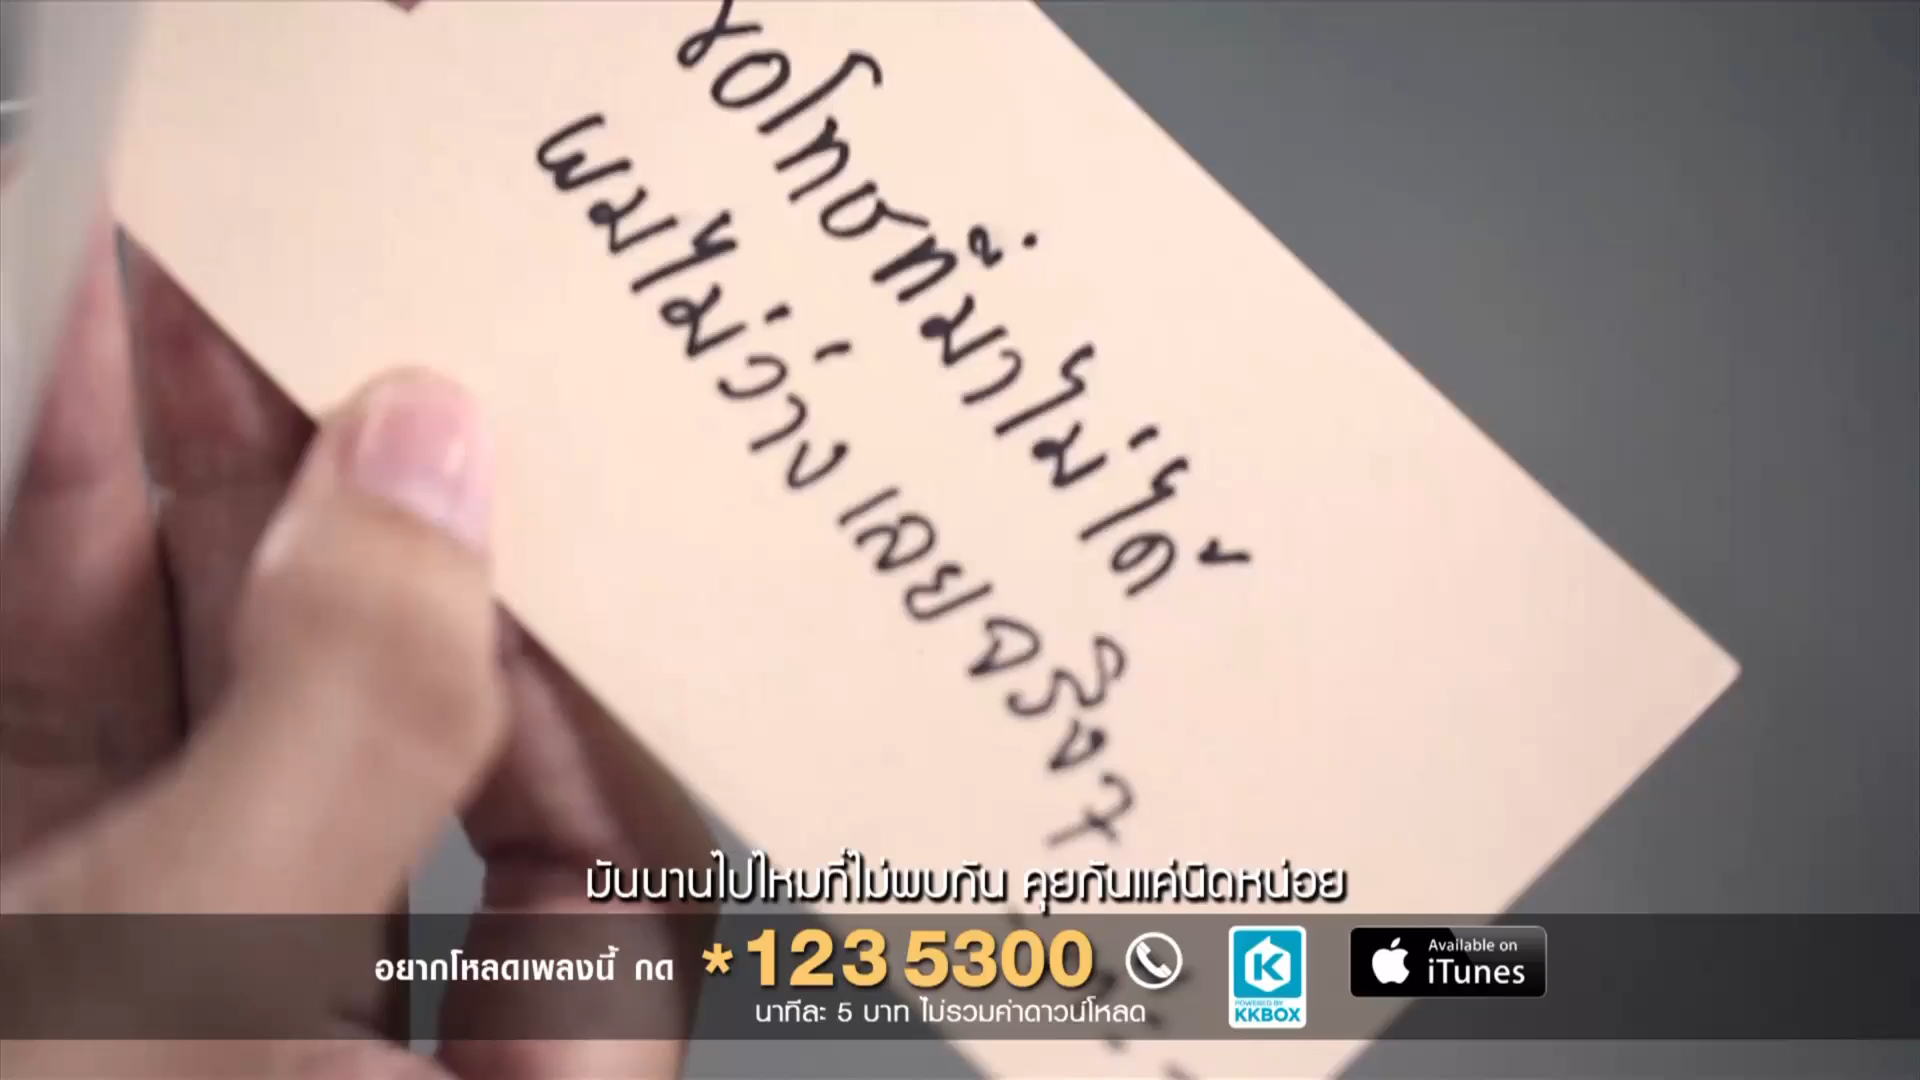 ขอโทษที่มาไม่ได้
ผมไม่ว่างเลยจริงๆ
มันนานไปไหมที่ไม่พบกัน คุยกันแค่นิดหน่อย
อยากโหลดเพลงนี้ กด *123 5300
นาทีละ 5 บาท ไม่รวมค่าดาวน์โหลด
POWERED BY
KKBOX
Available on
iTunes